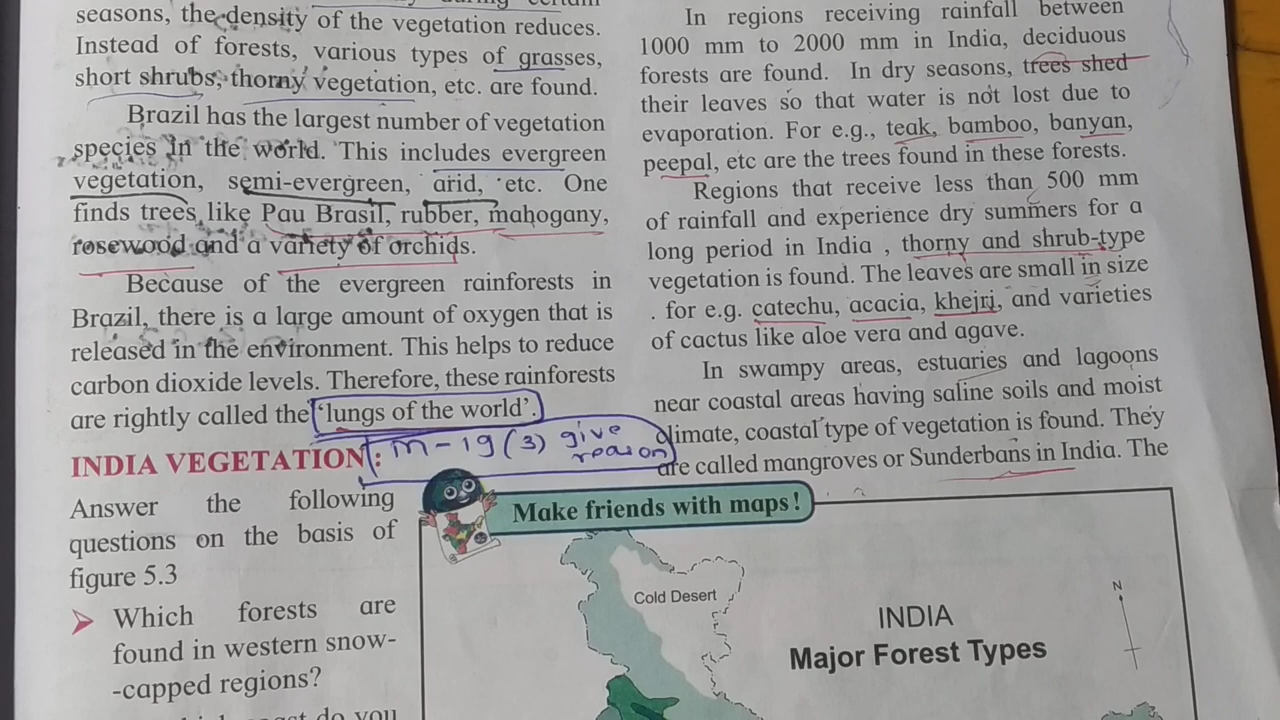 seasons, the density of the vegetation reduces.
Instead of forests, various types of grasses,
short shrubs, thorny vegetation, etc. are found.
Brazil has the largest number of vegetation
species in the world. This includes evergreen
vegetation, semi-evergreen, arid, etc. One
finds trees like Pau Brasil, rubber, mahogany,
rosewood and a variety of orchids.
Because of the evergreen rainforests in
Brazil, there is a large amount of oxygen that is
released in the environment. This helps to reduce
carbon dioxide levels. Therefore, these rainforests
are rightly called the 'lungs of the world'.
m-19 (3) give
reason
INDIA VEGETATION :
Answer the following
questions on the basis of
figure 5.3
Which forests are
found in western snow-
-capped regions?
do you
In regions receiving rainfall between
1000 mm to 2000 mm in India, deciduous
forests are found. In dry seasons, trees shed
their leaves so that water is not lost due to
evaporation. For e.g., teak, bamboo, banyan,
peepal, etc are the trees found in these forests.
Regions that receive less than 500 mm
of rainfall and experience dry summers for a
long period in India , thorny and shrub-type
vegetation is found. The leaves are small in size
. for e.g. catechu, acacia, khejri, and varieties
of cactus like aloe vera and agave.
In swampy areas, estuaries and lagoons
near coastal areas having saline soils and moist
climate, coastal type of vegetation is found. They
are called mangroves or Sunderbans in India. The
Make friends with maps!
Cold Desert
INDIA
Major Forest Types
N